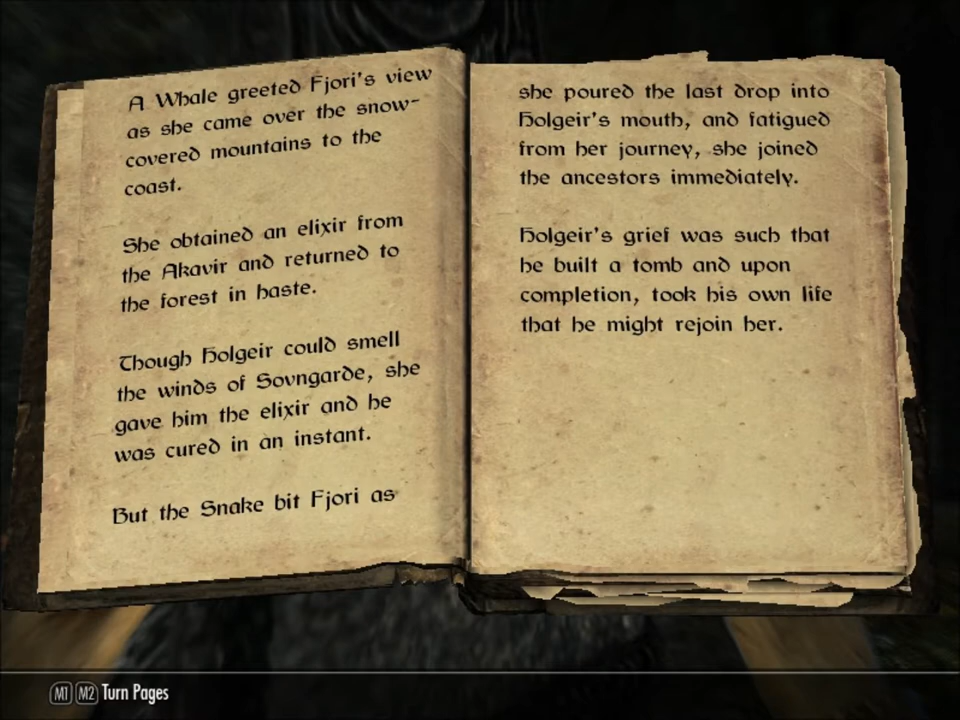 A Whale greeted Fjori's view
as she came over the snow-
covered mountains to the
coast.
She obtained an elixir from
the Akavir and returned to
the forest in haste.
Though Holgeir could smell
the winds of Sovngarde, she
gave him the elixir and he
was cured in an instant.
But the Snake bit Fjori as
she poured the last drop into
Holgeir's mouth, and fatigued
from her journey, she joined
the ancestors immediately.
Holgeir's grief was such that
he built a tomb and upon
completion, took his own life
that he might rejoin her.
M1 M2 Turn Pages